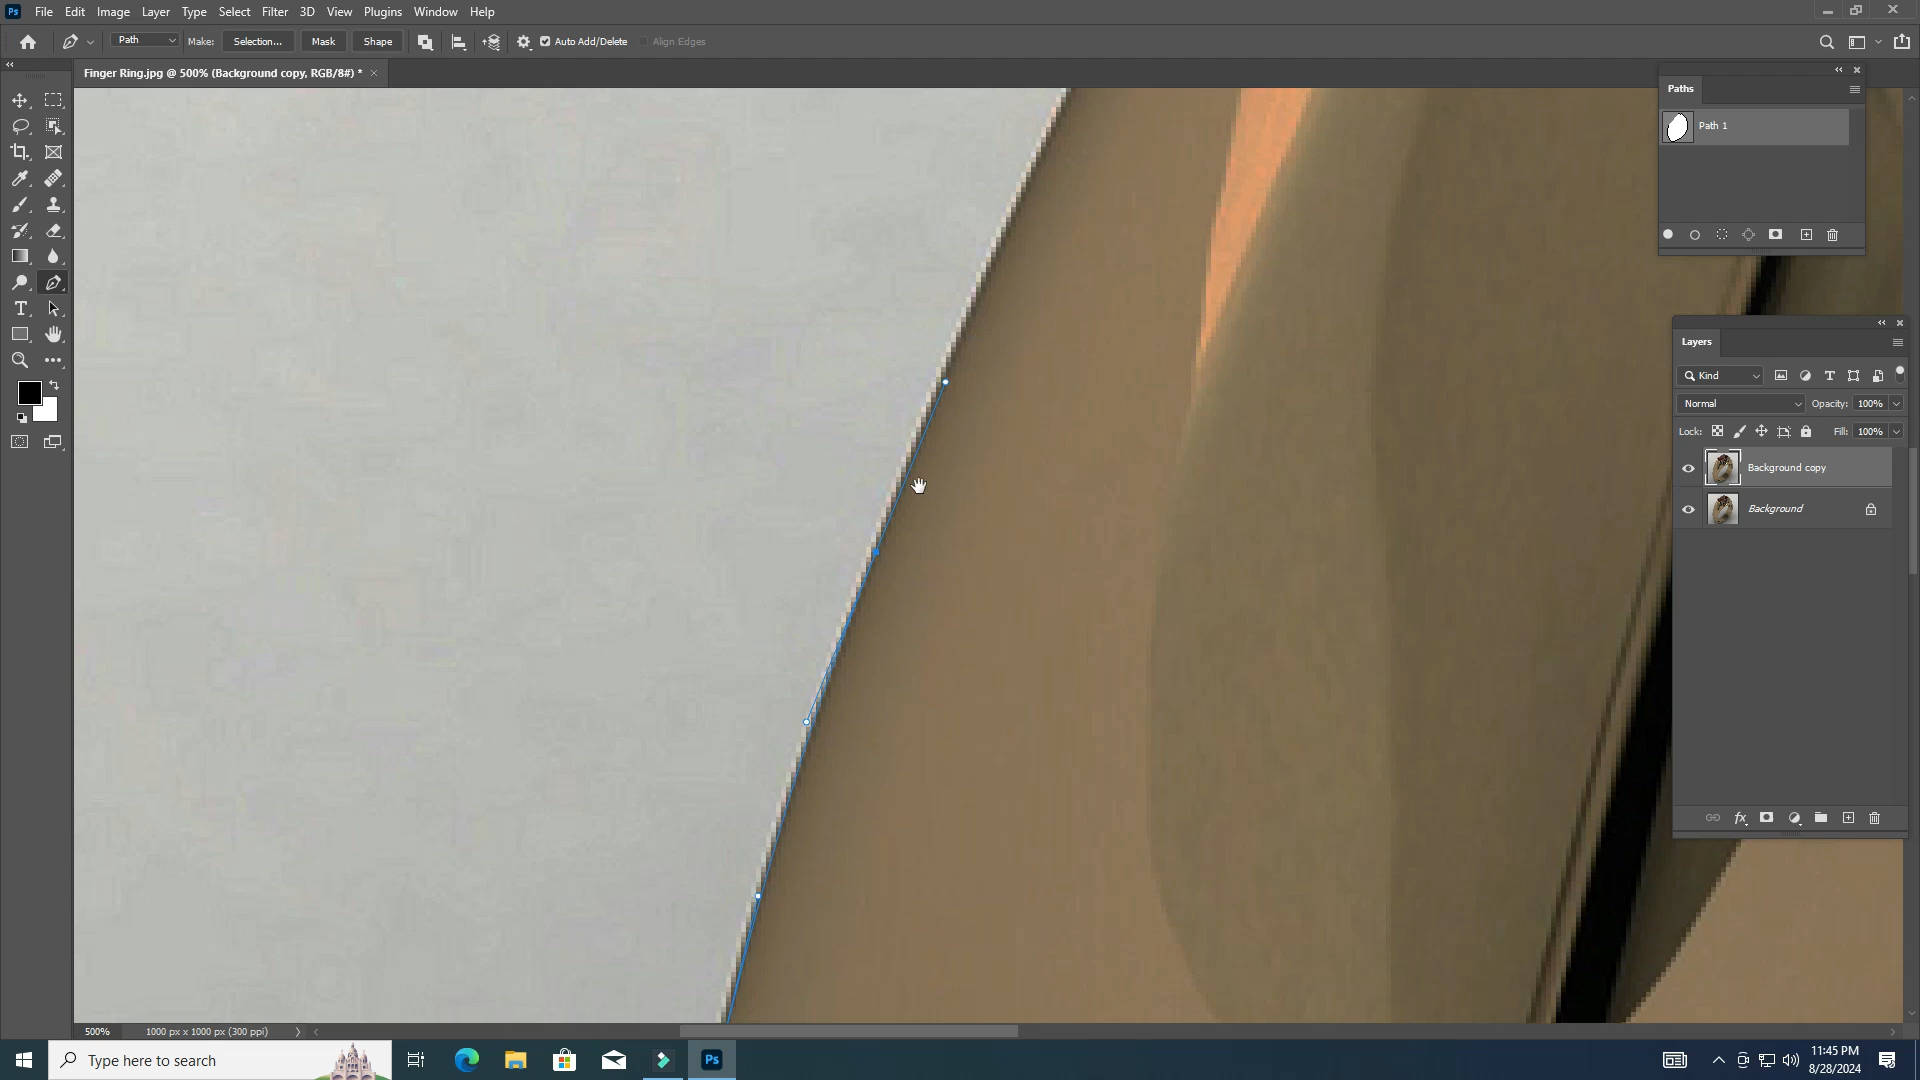 Ps File Edit Image Layer Type Select Filter 3D View Plugins Window Help
Path Make: Selection... Mask Shape Auto Add/Delete Align Edges
Finger Ring.jpg @ 500% (Background copy, RGB/8#) *
Paths
Path 1
Layers
Kind
Normal Opacity: 100%
Lock: Fill: 100%
Background copy
Background
500% 1000 px x 1000 px (300 ppi)
Type here to search
Ps
11:45 PM
8/28/2024